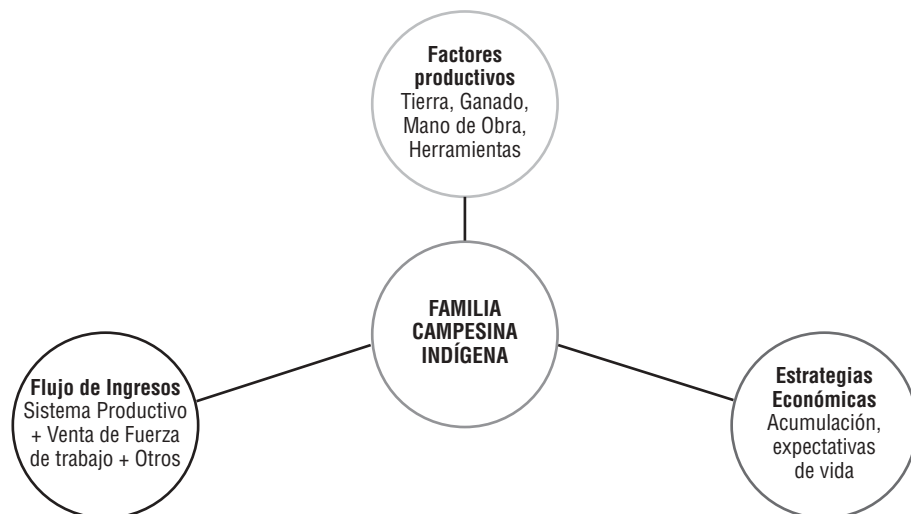 Factores
productivos
Tierra, Ganado,
Mano de Obra,
Herramientas
FAMILIA
CAMPESINA
INDÍGENA
Flujo de Ingresos
Sistema Productivo
+ Venta de Fuerza
de trabajo + Otros
Estrategias
Económicas
Acumulación,
expectativas
de vida